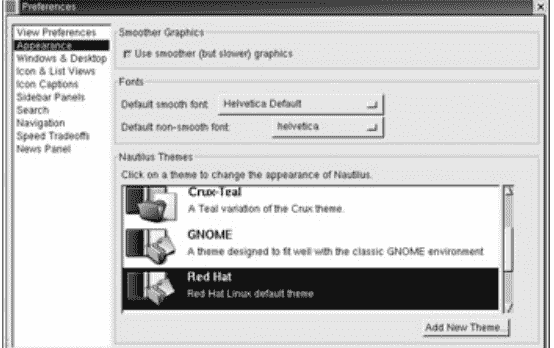 Preferences
View Preferences
Appearance
Windows & Desktop
Icon & List Views
Icon Captions
Sidebar Panels
Search
Navigation
Speed Tradeoffs
News Panel
Smoother Graphics
Use smoother (but slower) graphics
Fonts
Default smooth font: Helvetica Default
Default non-smooth font: helvetica
Nautilus Themes
Click on a theme to change the appearance of Nautilus.
Crux-Teal
A Teal variation of the Crux theme.
GNOME
A theme designed to fit well with the classic GNOME environment
Red Hat
Red Hat Linux default theme
Add New Theme...